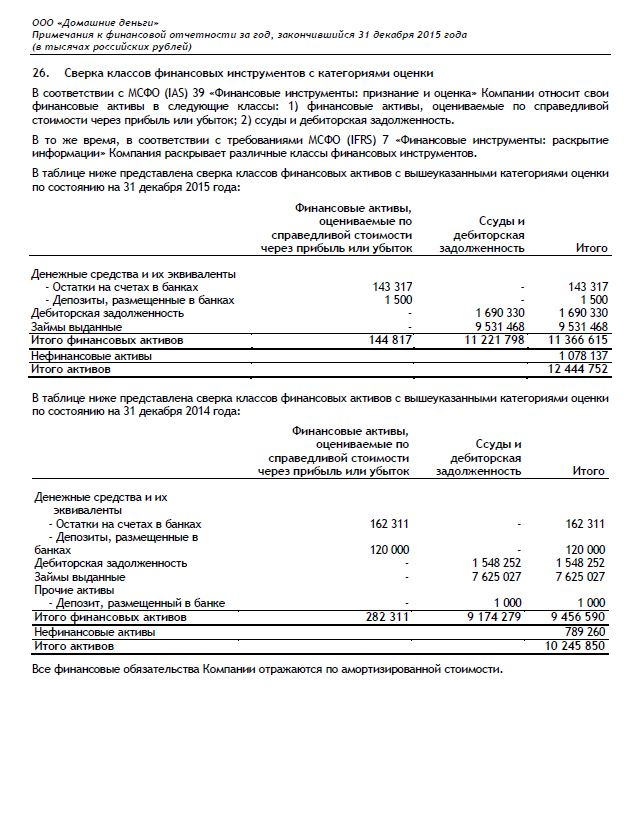 ООО «Домашние деньги»
Примечания к финансовой отчетности за год, закончившийся 31 декабря 2015 года
(в тысячах российских рублей)
26. Сверка классов финансовых инструментов с категориями оценки
В соответствии с МСФО (IAS) 39 «Финансовые инструменты: признание и оценка» Компании относит свои
финансовые активы в следующие классы: 1) финансовые активы, оцениваемые по справедливой
стоимости через прибыль или убыток; 2) ссуды и дебиторская задолженность.
В то же время, в соответствии с требованиями МСФО (IFRS) 7 «Финансовые инструменты: раскрытие
информации» Компания раскрывает различные классы финансовых инструментов.
В таблице ниже представлена сверка классов финансовых активов с вышеуказанными категориями оценки
по состоянию на 31 декабря 2015 года:
Финансовые активы,
оцениваемые по Ссуды и
справедливой стоимости дебиторская
через прибыль или убыток задолженность Итого
Денежные средства и их эквиваленты
- Остатки на счетах в банках 143 317 - 143 317
- Депозиты, размещенные в банках 1 500 - 1 500
Дебиторская задолженность - 1 690 330 1 690 330
Займы выданные - 9 531 468 9 531 468
Итого финансовых активов 144 817 11 221 798 11 366 615
Нефинансовые активы 1 078 137
Итого активов 12 444 752
В таблице ниже представлена сверка классов финансовых активов с вышеуказанными категориями оценки
по состоянию на 31 декабря 2014 года:
Финансовые активы,
оцениваемые по Ссуды и
справедливой стоимости дебиторская
через прибыль или убыток задолженность Итого
Денежные средства и их
эквиваленты
- Остатки на счетах в банках 162 311 - 162 311
- Депозиты, размещенные в
банках 120 000 - 120 000
Дебиторская задолженность - 1 548 252 1 548 252
Займы выданные - 7 625 027 7 625 027
Прочие активы
- Депозит, размещенный в банке - 1 000 1 000
Итого финансовых активов 282 311 9 174 279 9 456 590
Нефинансовые активы 789 260
Итого активов 10 245 850
Все финансовые обязательства Компании отражаются по амортизированной стоимости.